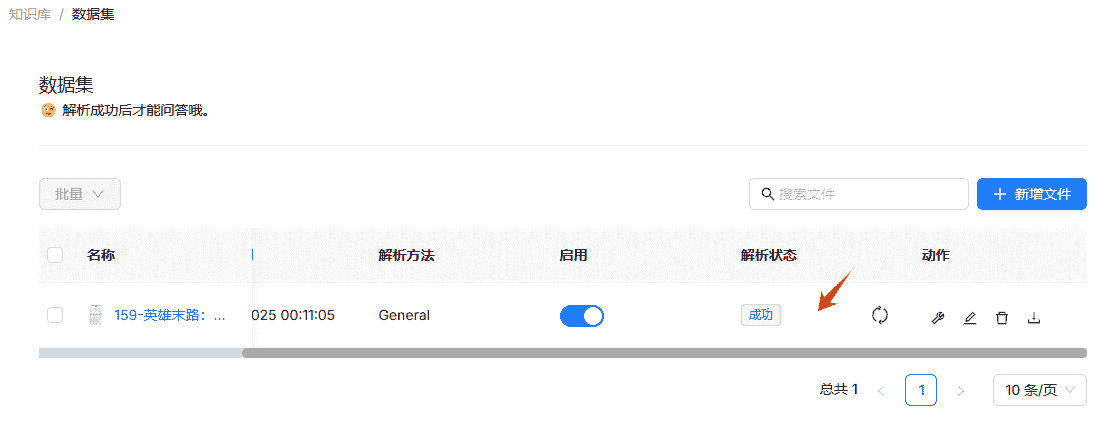 知识库 / 数据集
数据集
解析成功后才能问答哦。
批量
搜索文件
新增文件
名称 解析方法 启用 解析状态 动作
159-英雄末路：... 025 00:11:05 General 成功
总共 1 1 10 条/页